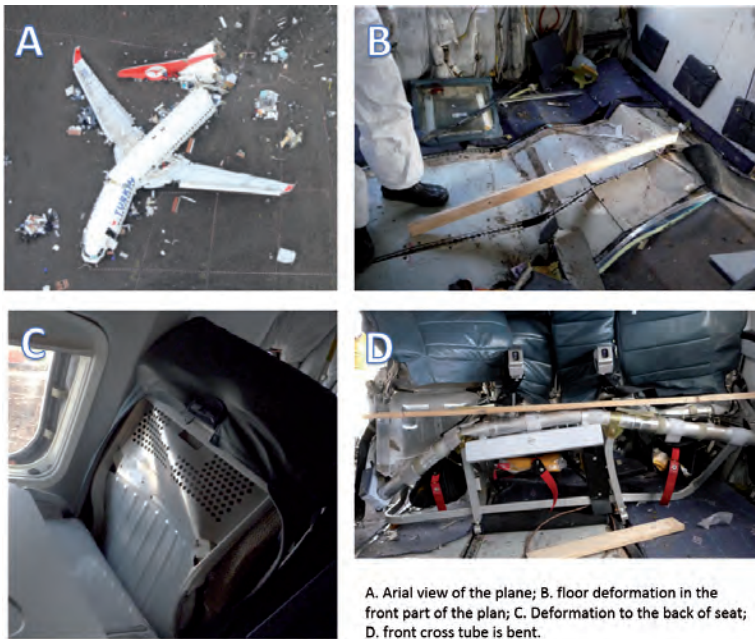 A
B
C
D
A. Arial view of the plane; B. floor deformation in the
front part of the plan; C. Deformation to the back of seat;
D. front cross tube is bent.